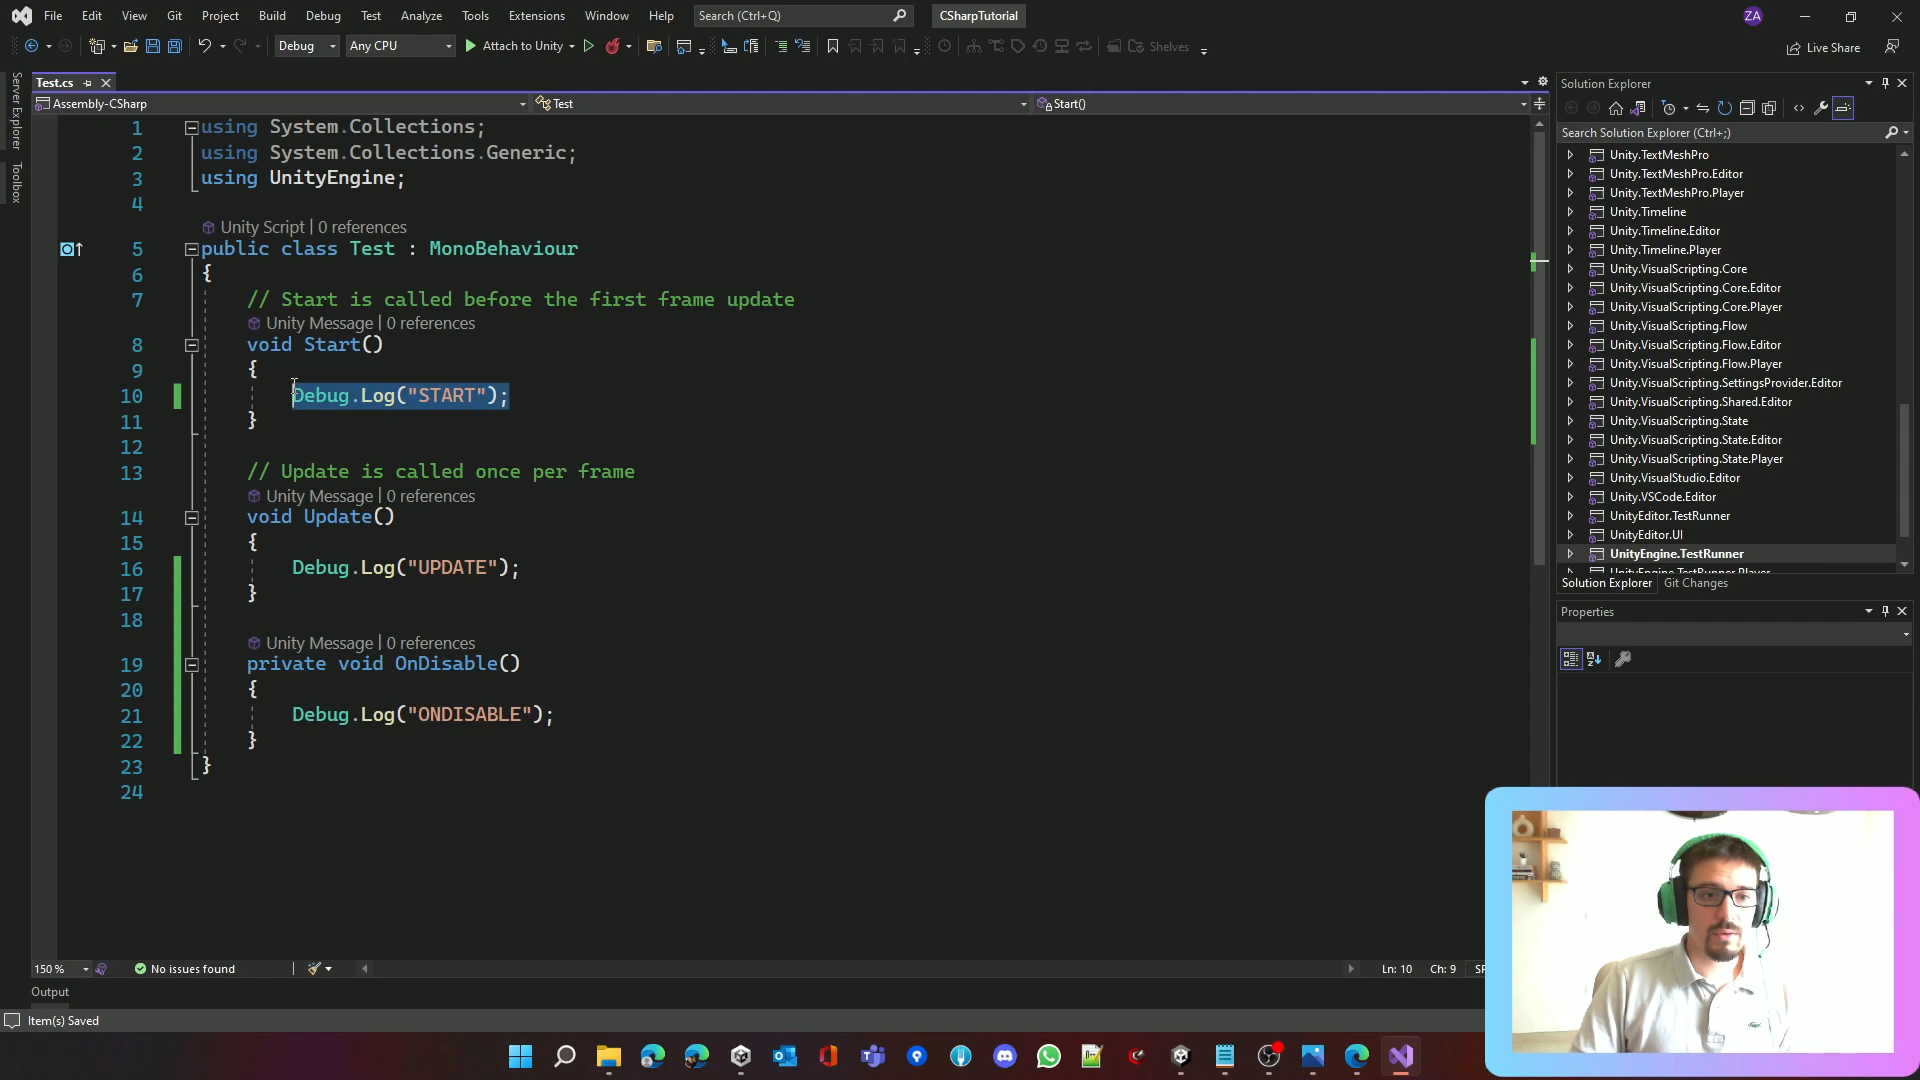 File Edit View Git Project Build Debug Test Analyze Tools Extensions Window Help Search (Ctrl+Q) CSharpTutorial ZA
Debug Any CPU Attach to Unity Shelves Live Share
Server Explorer
Toolbox
Test.cs
Assembly-CSharp Test Start()
1 using System.Collections;
2 using System.Collections.Generic;
3 using UnityEngine;
4
Unity Script | 0 references
5 public class Test : MonoBehaviour
6 {
7 // Start is called before the first frame update
Unity Message | 0 references
8 void Start()
9 {
10 Debug.Log("START");
11 }
12
13 // Update is called once per frame
Unity Message | 0 references
14 void Update()
15 {
16 Debug.Log("UPDATE");
17 }
18
Unity Message | 0 references
19 private void OnDisable()
20 {
21 Debug.Log("ONDISABLE");
22 }
23 }
24
150 % No issues found Ln: 10 Ch: 9
Output
Item(s) Saved
Solution Explorer
Search Solution Explorer (Ctrl+;)
Unity.TextMeshPro
Unity.TextMeshPro.Editor
Unity.TextMeshPro.Player
Unity.Timeline
Unity.Timeline.Editor
Unity.Timeline.Player
Unity.VisualScripting.Core
Unity.VisualScripting.Core.Editor
Unity.VisualScripting.Core.Player
Unity.VisualScripting.Flow
Unity.VisualScripting.Flow.Editor
Unity.VisualScripting.Flow.Player
Unity.VisualScripting.SettingsProvider.Editor
Unity.VisualScripting.Shared.Editor
Unity.VisualScripting.State
Unity.VisualScripting.State.Editor
Unity.VisualScripting.State.Player
Unity.VisualStudio.Editor
Unity.VSCode.Editor
UnityEditor.TestRunner
UnityEditor.UI
UnityEngine.TestRunner
UnityEngine.TestRunner.Player
Solution Explorer Git Changes
Properties